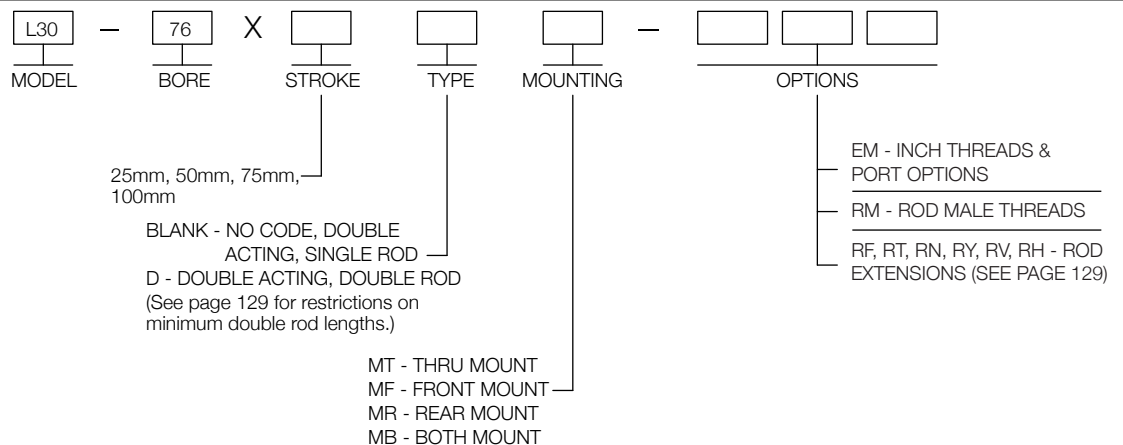 L30 – 76 X –
MODEL BORE STROKE TYPE MOUNTING OPTIONS
25mm, 50mm, 75mm,
100mm
BLANK - NO CODE, DOUBLE
ACTING, SINGLE ROD
D - DOUBLE ACTING, DOUBLE ROD
(See page 129 for restrictions on
minimum double rod lengths.)
MT - THRU MOUNT
MF - FRONT MOUNT
MR - REAR MOUNT
MB - BOTH MOUNT
EM - INCH THREADS &
PORT OPTIONS
RM - ROD MALE THREADS
RF, RT, RN, RY, RV, RH - ROD
EXTENSIONS (SEE PAGE 129)